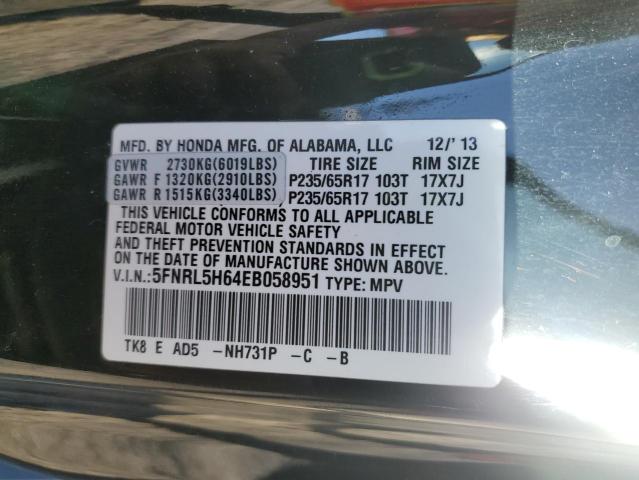 MFD. BY HONDA MFG. OF ALABAMA, LLC 12/'13
GVWR 2730KG(6019LBS) TIRE SIZE RIM SIZE
GAWR F 1320KG(2910LBS) P235/65R17 103T 17X7J
GAWR R 1515KG(3340LBS) P235/65R17 103T 17X7J
THIS VEHICLE CONFORMS TO ALL APPLICABLE
FEDERAL MOTOR VEHICLE SAFETY
AND THEFT PREVENTION STANDARDS IN EFFECT
ON THE DATE OF MANUFACTURE SHOWN ABOVE.
V.I.N.:5FNRL5H64EB058951 TYPE: MPV
TK8 E AD5 -NH731P -C -B